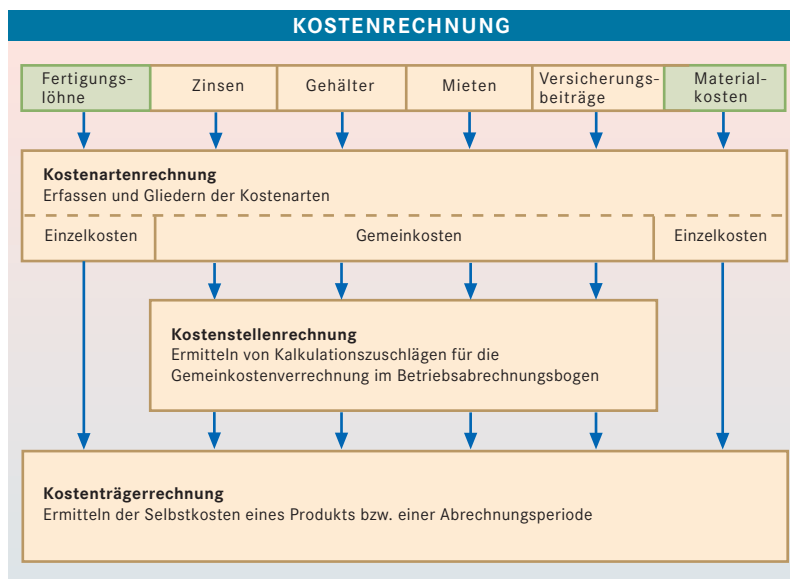 KOSTENRECHNUNG
Fertigungs-
löhne
Zinsen
Gehälter
Mieten
Versicherungs-
beiträge
Material-
kosten
Kostenartenrechnung
Erfassen und Gliedern der Kostenarten
Einzelkosten
Gemeinkosten
Einzelkosten
Kostenstellenrechnung
Ermitteln von Kalkulationszuschlägen für die
Gemeinkostenverrechnung im Betriebsabrechnungsbogen
Kostenträgerrechnung
Ermitteln der Selbstkosten eines Produkts bzw. einer Abrechnungsperiode